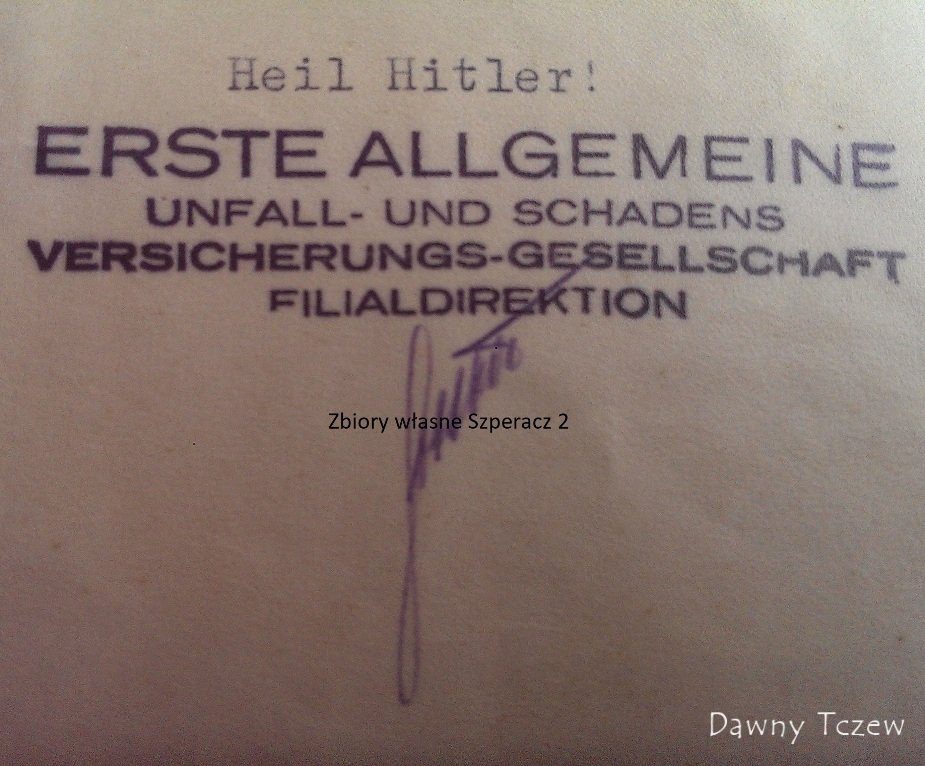 Heil Hitler!
ERSTE ALLGEMEINE
UNFALL- UND SCHADENS
VERSICHERUNGS-GESELLSCHAFT
FILIALDIREKTION
Zbiory własne Szperacz 2
Dawny Tczew